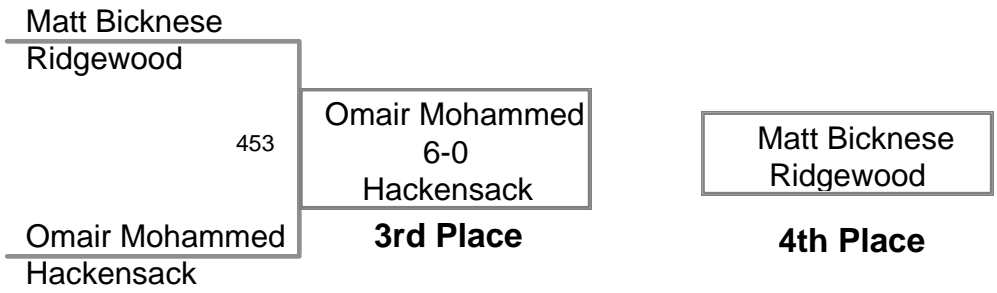 Matt Bicknese
Ridgewood
453
Omair Mohammed
Hackensack
Omair Mohammed
6-0
Hackensack
3rd Place
Matt Bicknese
Ridgewood
4th Place